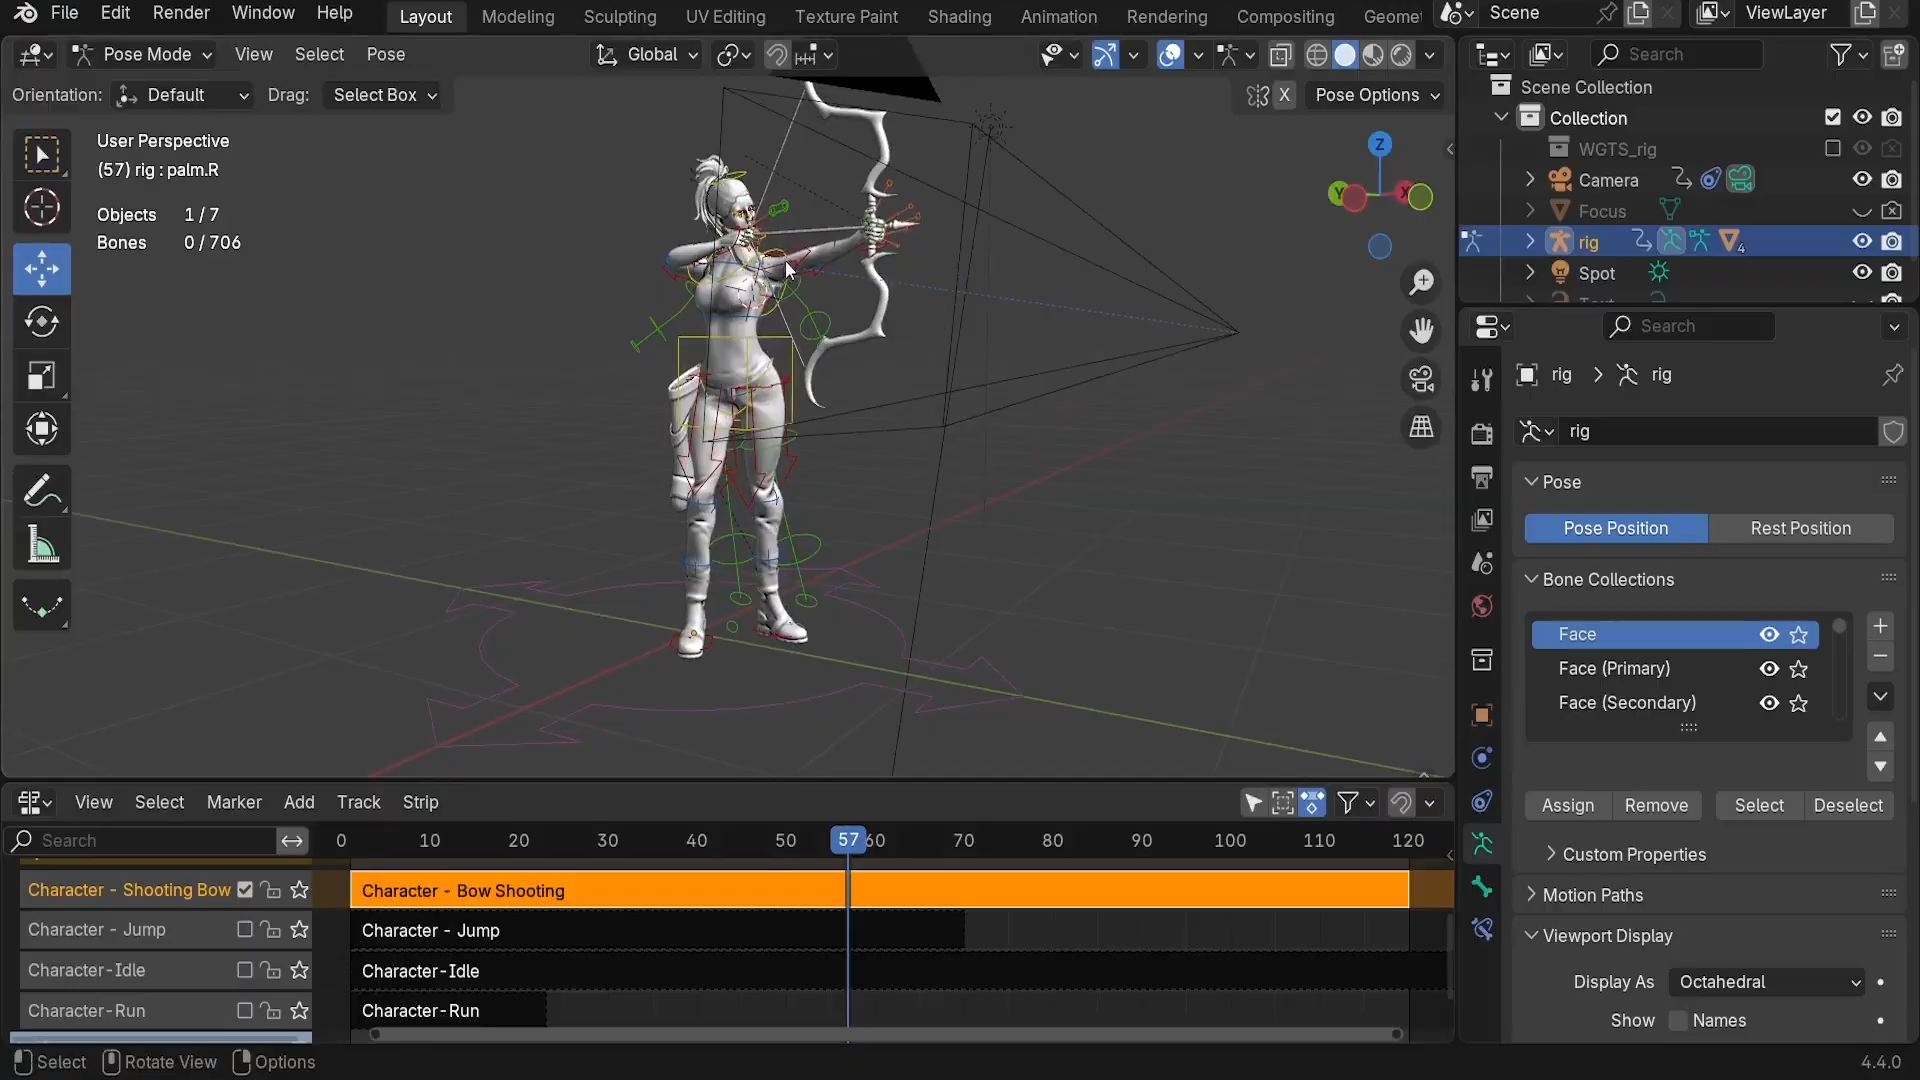 File Edit Render Window Help
Layout Modeling Sculpting UV Editing Texture Paint Shading Animation Rendering Compositing Geomet
Scene
ViewLayer
Pose Mode View Select Pose
Global
Search
Orientation: Default Drag: Select Box
X Pose Options
User Perspective
(57) rig : palm.R
Objects 1 / 7
Bones 0 / 706
Z
Y
X
Scene Collection
Collection
WGTS_rig
Camera
Focus
rig
4
Spot
Search
rig > rig
rig
Pose
Pose Position Rest Position
Bone Collections
Face
Face (Primary)
Face (Secondary)
Assign Remove Select Deselect
Custom Properties
Motion Paths
Viewport Display
Display As Octahedral
Show Names
View Select Marker Add Track Strip
Search
0 10 20 30 40 50 57 60 70 80 90 100 110 120
Character - Shooting Bow
Character - Bow Shooting
Character - Jump
Character - Jump
Character-Idle
Character-Idle
Character-Run
Character-Run
Select Rotate View Options
4.4.0